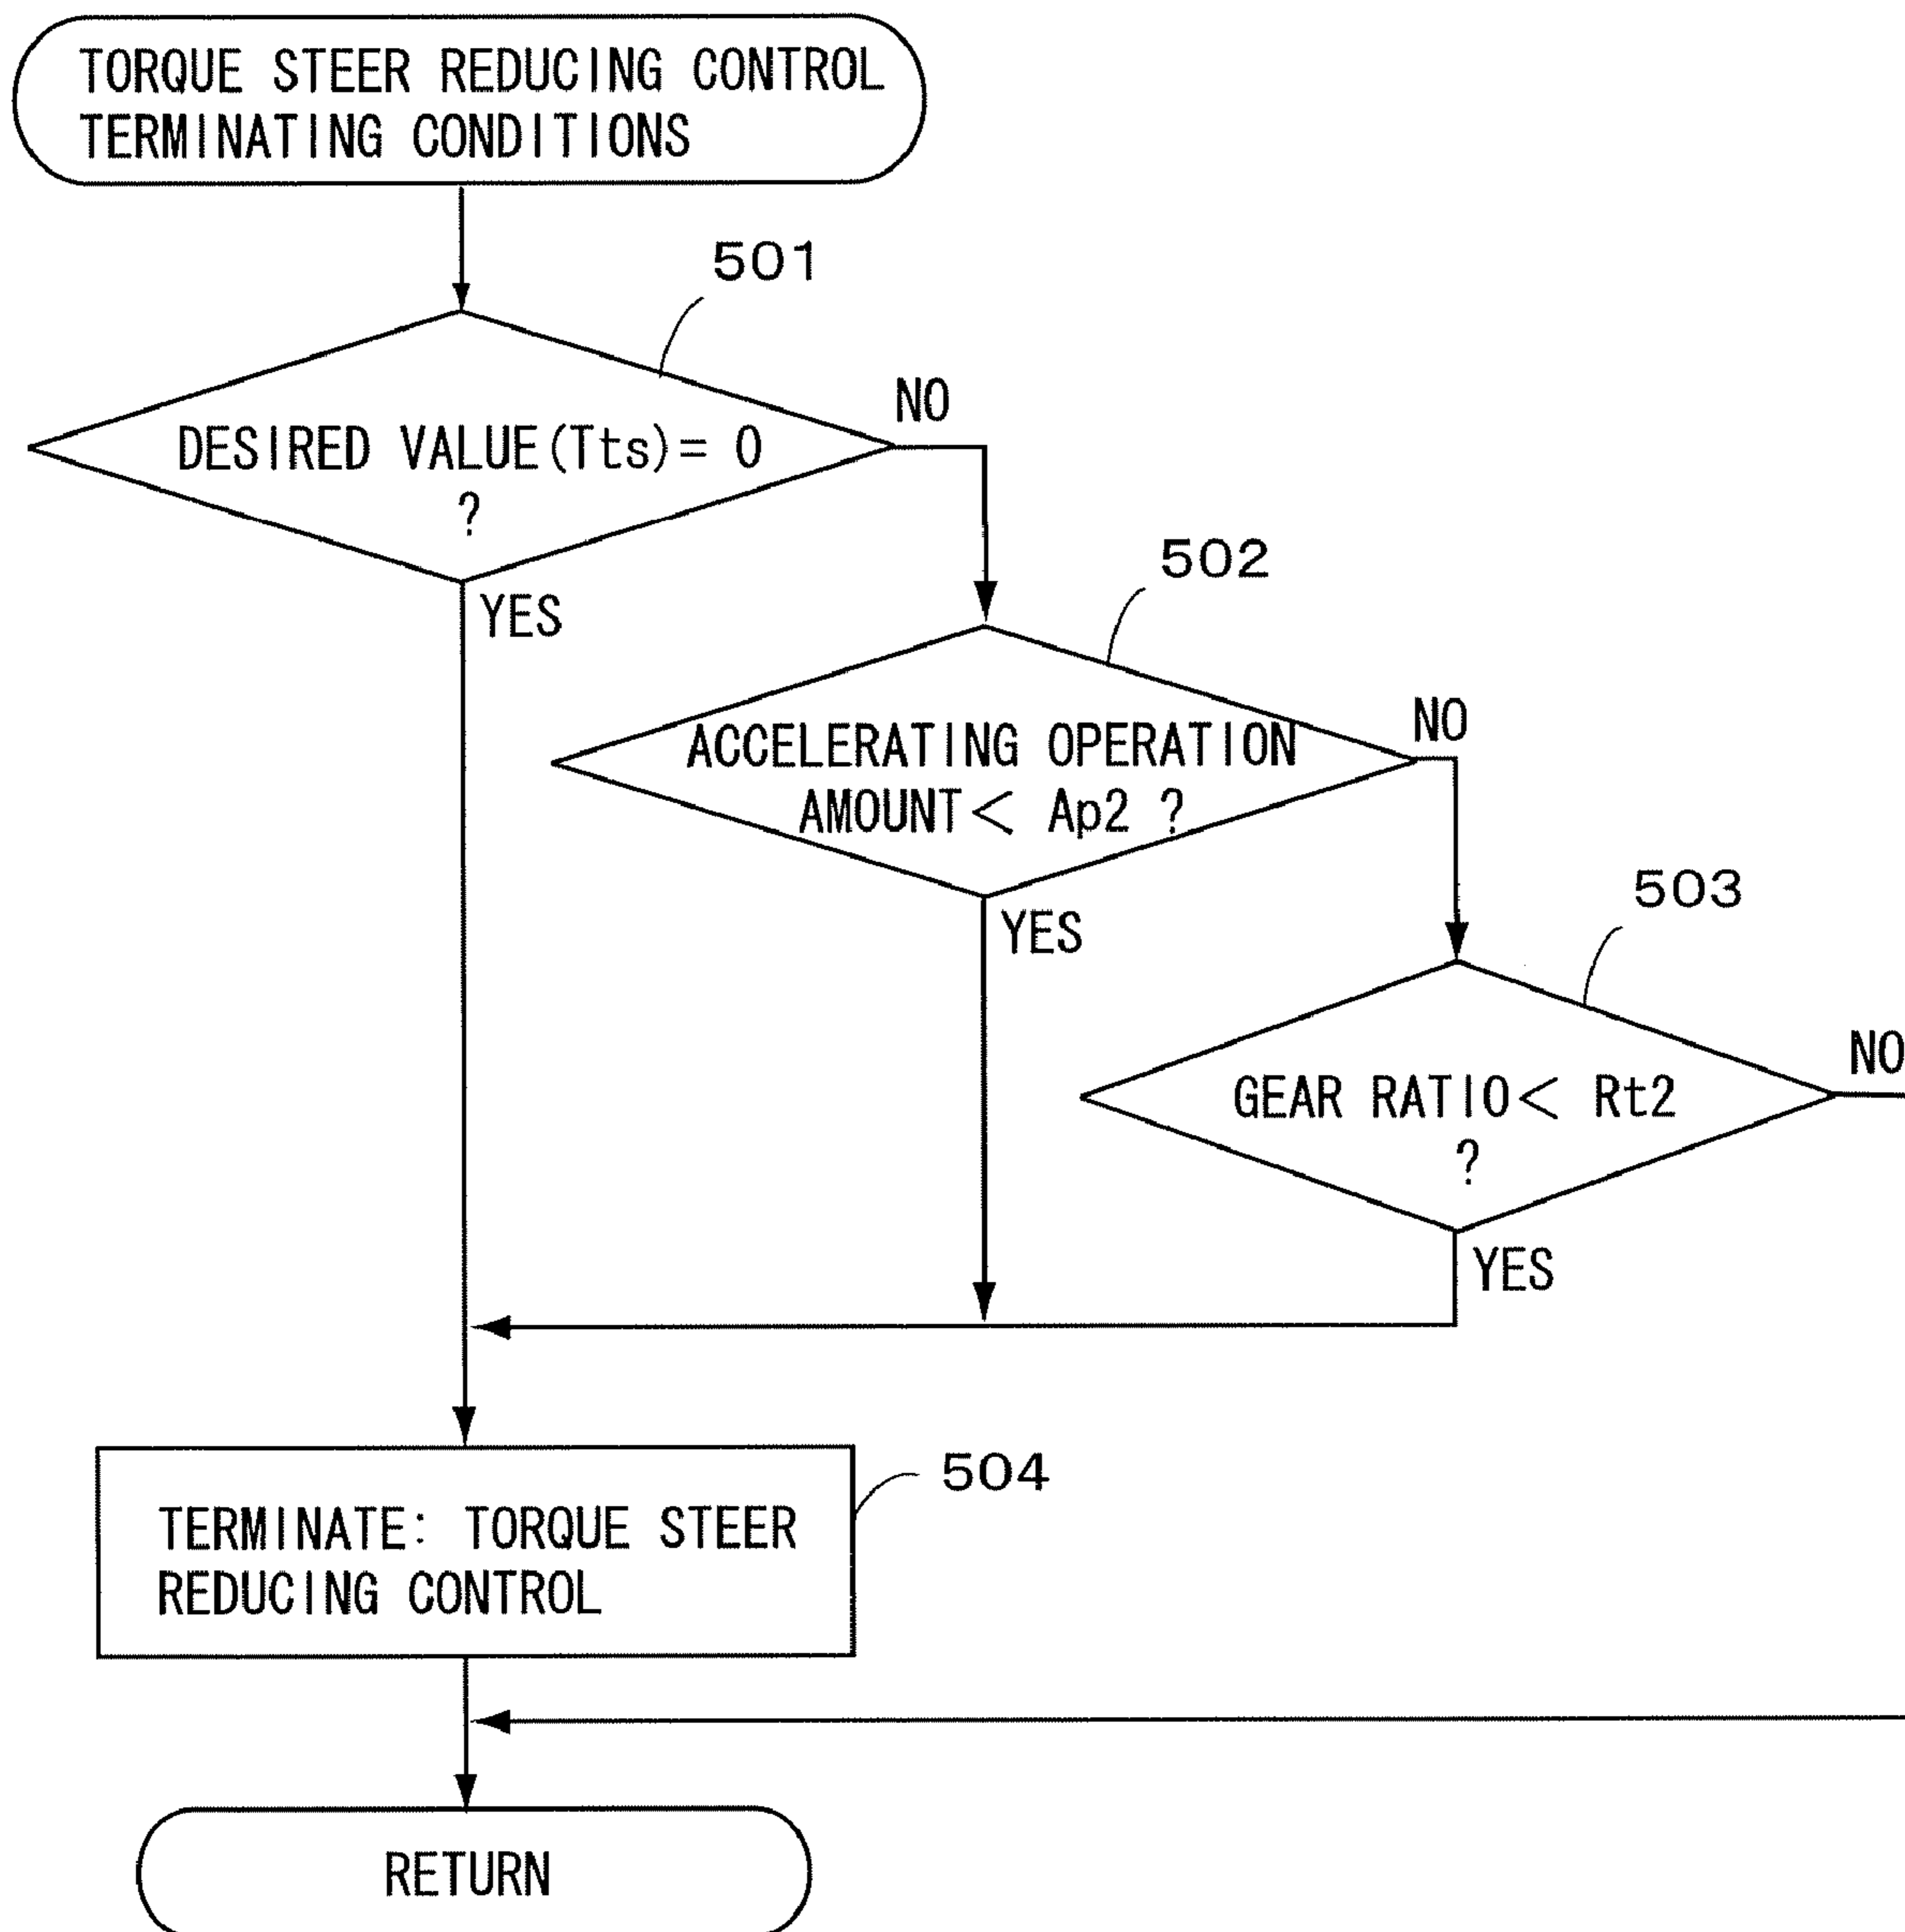 TORQUE STEER REDUCING CONTROL
TERMINATING CONDITIONS
501
DESIRED VALUE(Tts)= 0
?
NO
YES
502
ACCELERATING OPERATION
AMOUNT< Ap2 ?
NO
YES
503
GEAR RATIO< Rt2
?
NO
YES
504
TERMINATE: TORQUE STEER
REDUCING CONTROL
RETURN